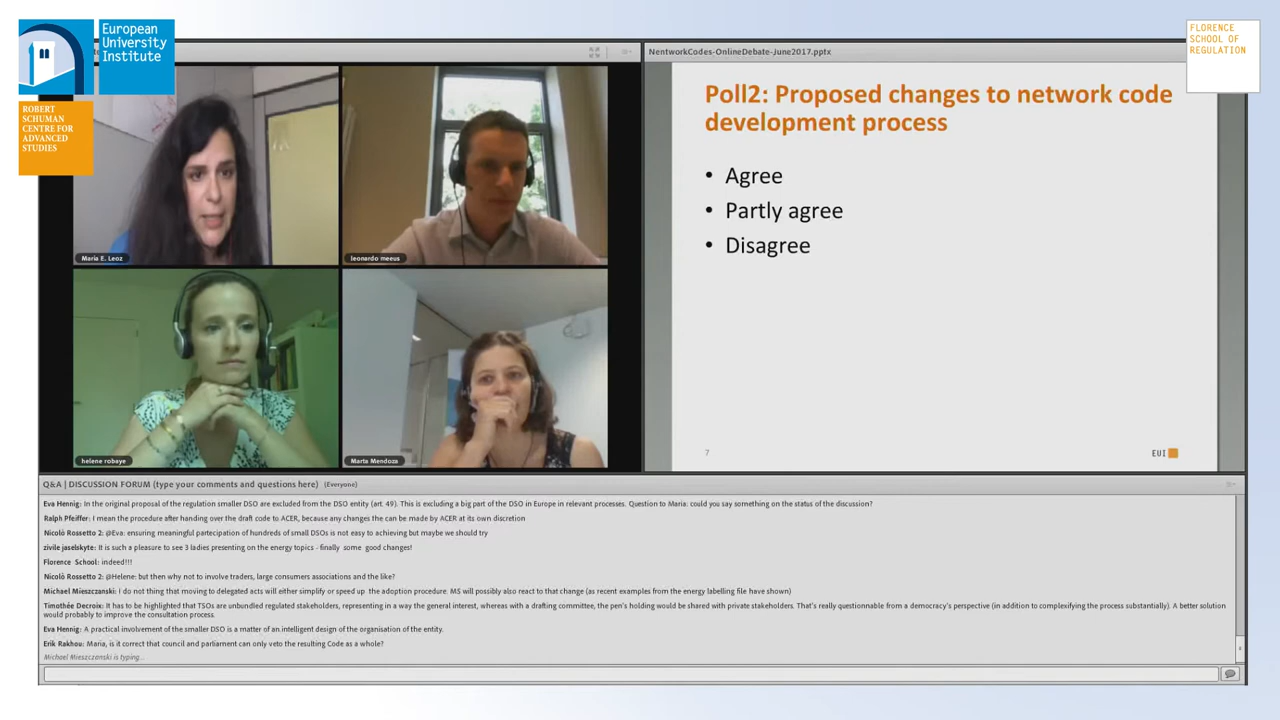 European
University
Institute
ROBERT
SCHUMAN
CENTRE FOR
ADVANCED
STUDIES
FLORENCE
SCHOOL OF
REGULATION
NentworkCodes-OnlineDebate-June2017.pptx
Maria E. Leoz
leonardo meeus
helene robaye
Marta Mendoza
Poll2: Proposed changes to network code
development process
• Agree
• Partly agree
• Disagree
7
EUI
Q&A | DISCUSSION FORUM (type your comments and questions here) (Everyone)
Eva Hennig: In the original proposal of the regulation smaller DSO are excluded from the DSO entity (art. 49). This is excluding a big part of the DSO in Europe in relevant processes. Question to Maria: could you say something on the status of the discussion?
Ralph Pfeiffer: I mean the procedure after handing over the draft code to ACER, because any changes the can be made by ACER at its own discretion
Nicolò Rossetto 2: @Eva: ensuring meaningful partecipation of hundreds of small DSOs is not easy to achieving but maybe we should try
zivile jaselskyte: It is such a pleasure to see 3 ladies presenting on the energy topics - finally some good changes!
Florence School: indeed!!!
Nicolò Rossetto 2: @Helene: but then why not to involve traders, large consumers associations and the like?
Michael Mieszczanski: I do not thing that moving to delegated acts will either simplify or speed up the adoption procedure. MS will possibly also react to that change (as recent examples from the energy labelling file have shown)
Timothée Decroix: It has to be highlighted that TSOs are unbundled regulated stakeholders, representing in a way the general interest, whereas with a drafting committee, the pen's holding would be shared with private stakeholders. That's really questionnable from a democracy's perspective (in addition to complexifying the process substantially). A better solution
would probably to improve the consultation process.
Eva Hennig: A practical involvement of the smaller DSO is a matter of an intelligent design of the organisation of the entity.
Erik Rakhou: Maria, is it correct that council and parliament can only veto the resulting Code as a whole?
Michael Mieszczanski is typing...